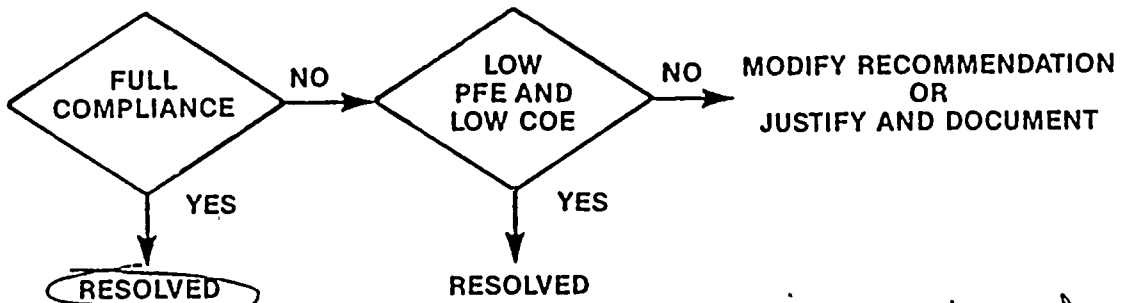 FULL
COMPLIANCE
NO
LOW
PFE AND
LOW COE
NO
MODIFY RECOMMENDATION
OR
JUSTIFY AND DOCUMENT
YES
YES
RESOLVED
RESOLVED